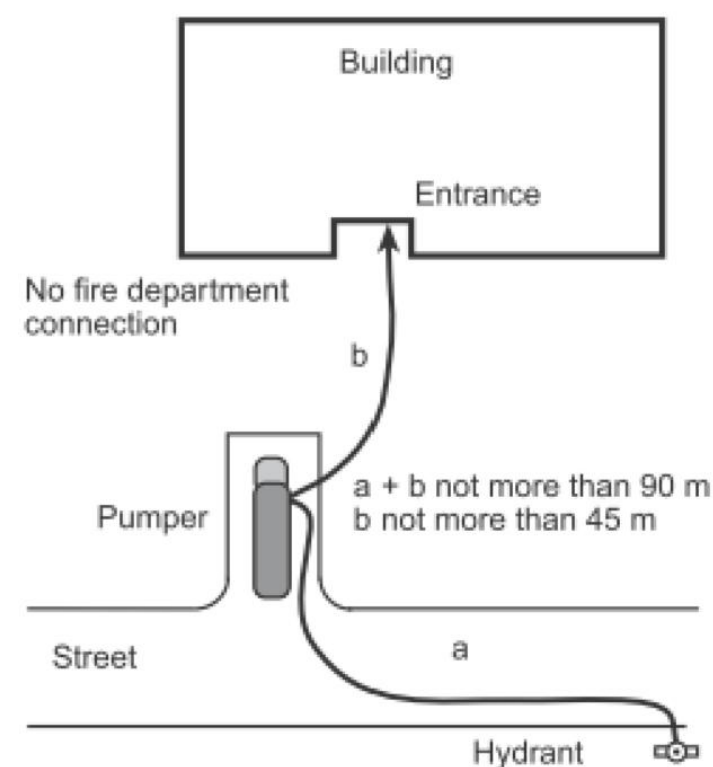 Building
Entrance
No fire department
connection
b
Pumper
a + b not more than 90 m
b not more than 45 m
Street
a
Hydrant